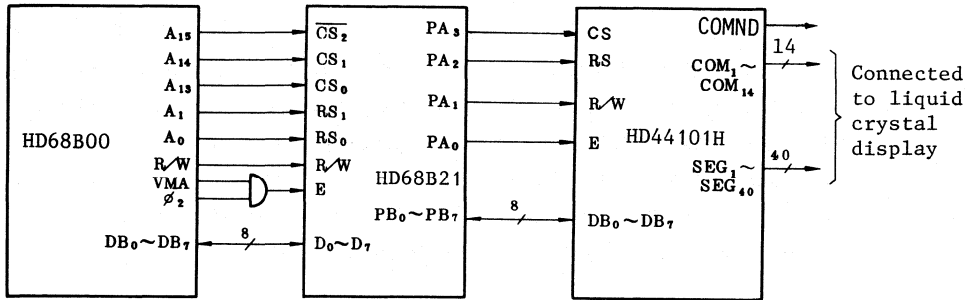 HD68B00
A₁₅
A₁₄
A₁₃
A₁
A₀
R/W
VMA
ø₂
DB₀~DB₇
8
C̅S̅₂
CS₁
CS₀
RS₁
RS₀
R/W
E
D₀~D₇
HD68B21
PA₃
PA₂
PA₁
PA₀
PB₀~PB₇
8
CS
RS
R/W
E
DB₀~DB₇
HD44101H
COMND
COM₁~
COM₁₄
14
SEG₁~
SEG₄₀
40
Connected
to liquid
crystal
display